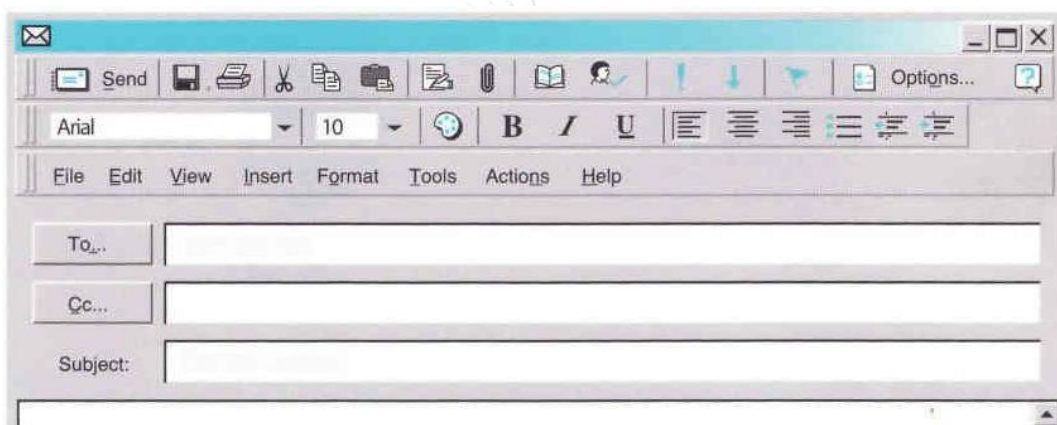 Send Options...
Arial 10 B I U
File Edit View Insert Format Tools Actions Help
To...
Cc...
Subject: